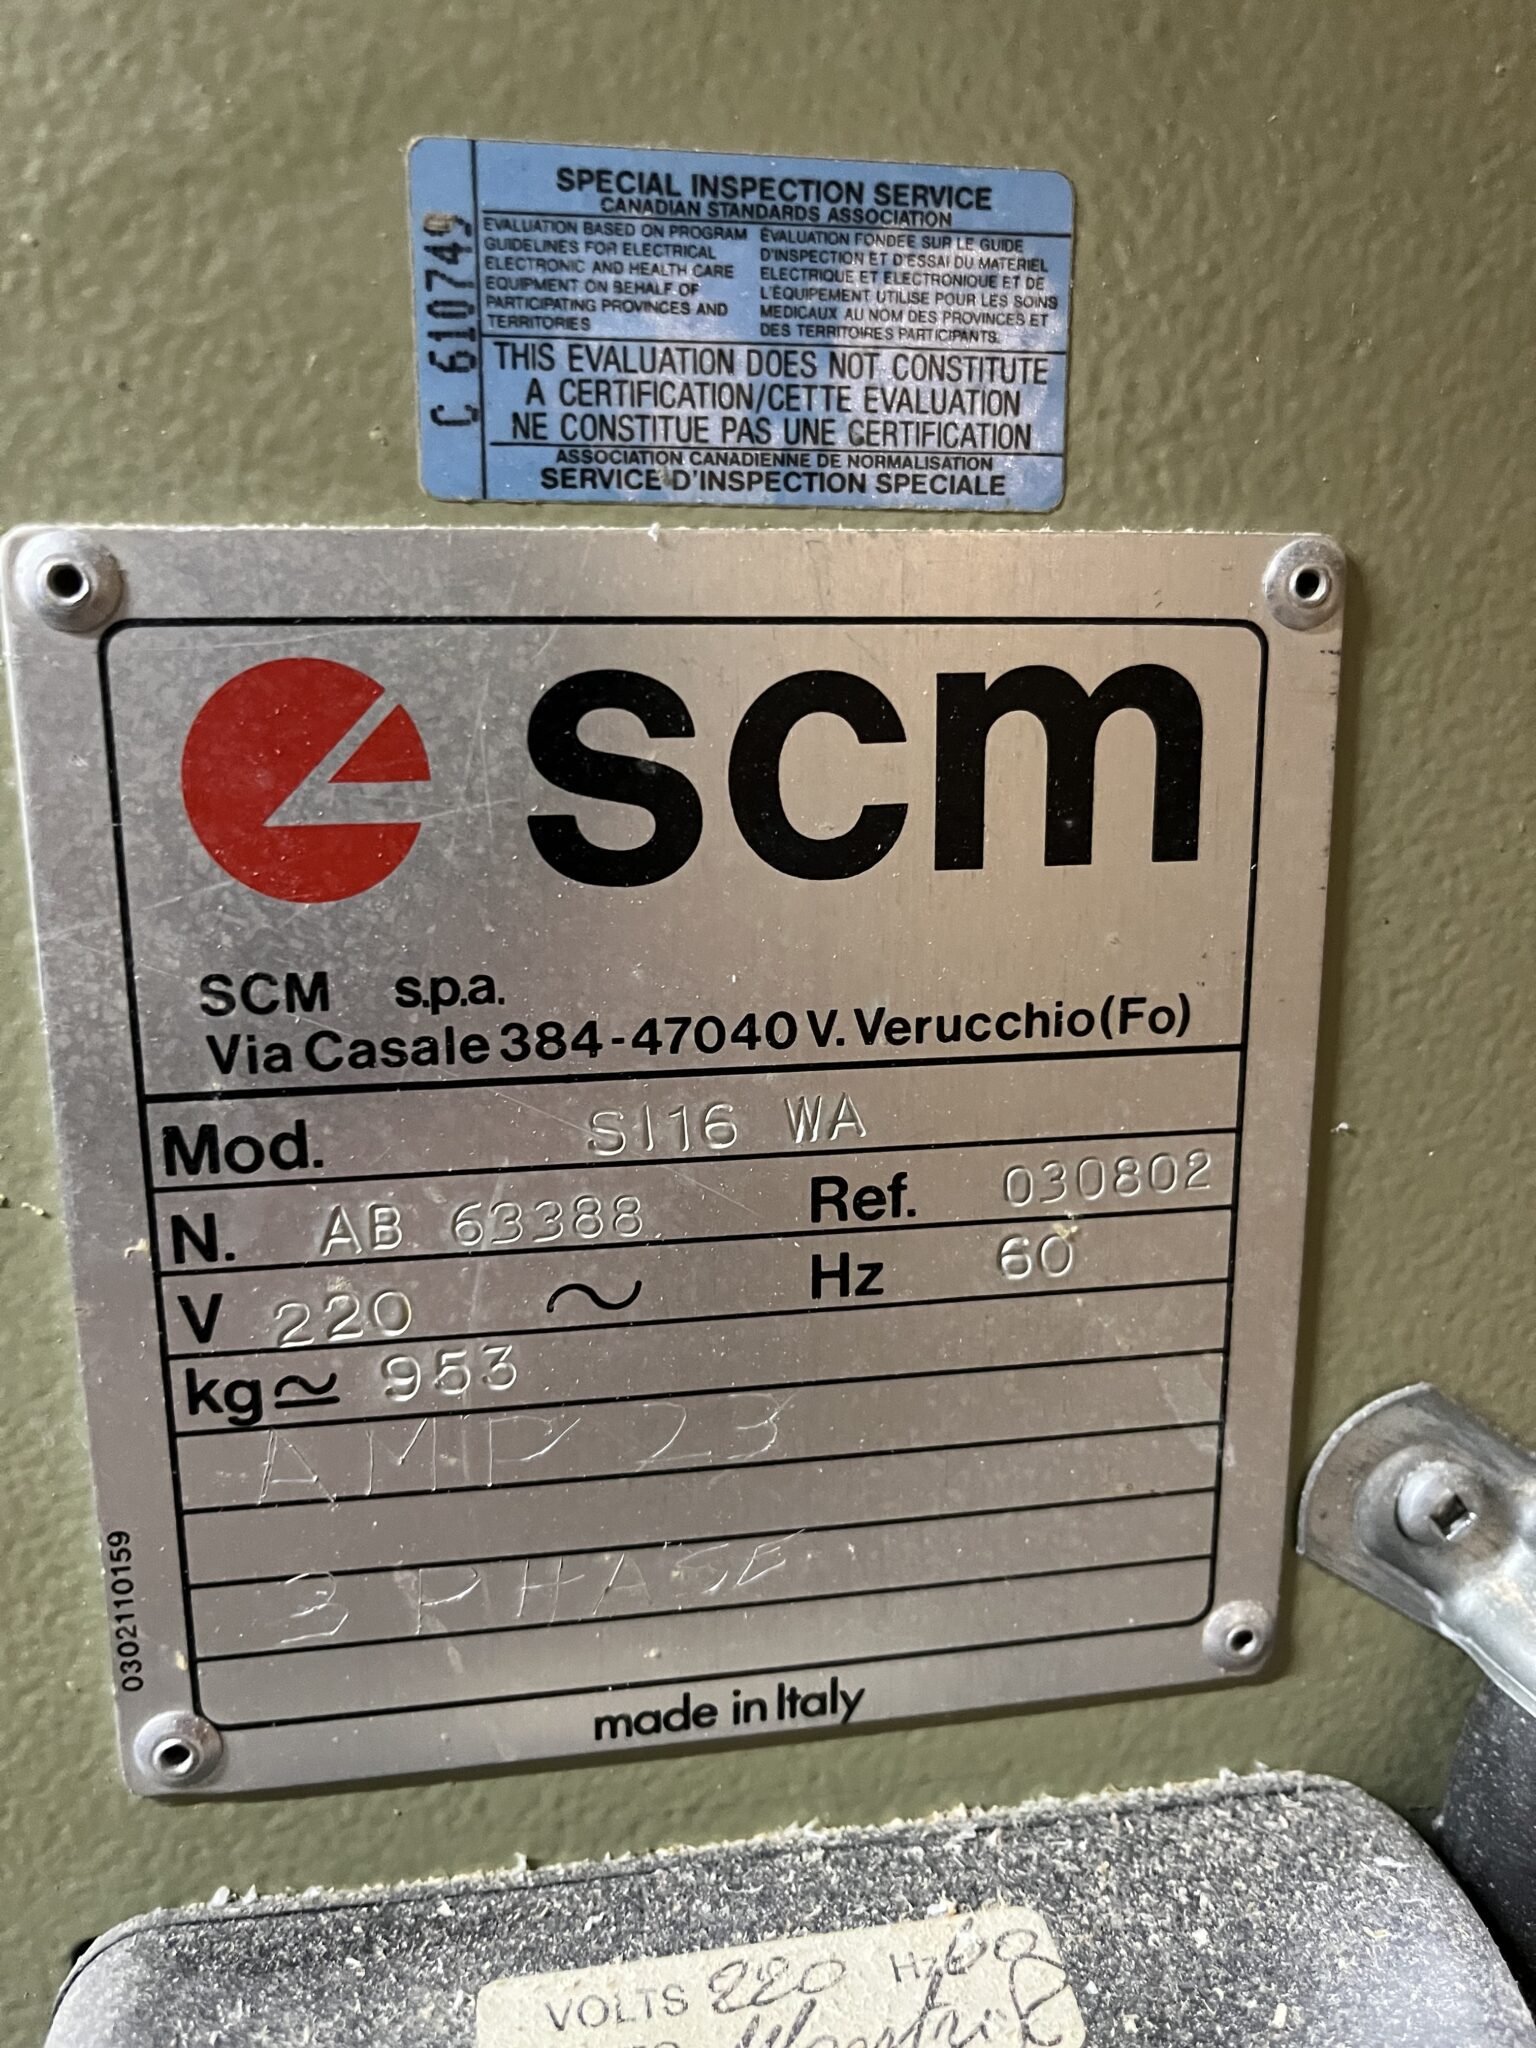 SPECIAL INSPECTION SERVICE
CANADIAN STANDARDS ASSOCIATION
C 610749
EVALUATION BASED ON PROGRAM
GUIDELINES FOR ELECTRICAL
ELECTRONIC AND HEALTH CARE
EQUIPMENT ON BEHALF OF
PARTICIPATING PROVINCES AND
TERRITORIES
EVALUATION FONDEE SUR LE GUIDE
D'INSPECTION ET D'ESSAI DU MATERIEL
ELECTRIQUE ET ELECTRONIQUE ET DE
L'EQUIPEMENT UTILISE POUR LES SOINS
MEDICAUX AU NOM DES PROVINCES ET
DES TERRITOIRES PARTICIPANTS.
THIS EVALUATION DOES NOT CONSTITUTE
A CERTIFICATION/CETTE EVALUATION
NE CONSTITUE PAS UNE CERTIFICATION
ASSOCIATION CANADIENNE DE NORMALISATION
SERVICE D'INSPECTION SPECIALE
scm
SCM s.p.a.
Via Casale 384-47040 V. Verucchio (Fo)
Mod. SI16 WA
N. AB 63388 Ref. 030802
V 220 ~ Hz 60
kg≃ 953
AMP 23
3 PHASE
0302110159
made in Italy
VOLTS 220 Hz 60